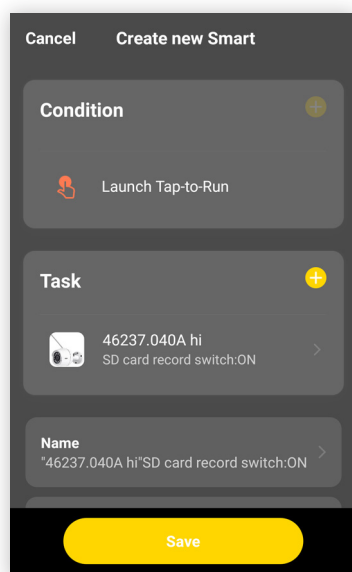 Cancel Create new Smart
Condition
Launch Tap-to-Run
Task
46237.040A hi
SD card record switch:ON
Name
"46237.040A hi"SD card record switch:ON
Save